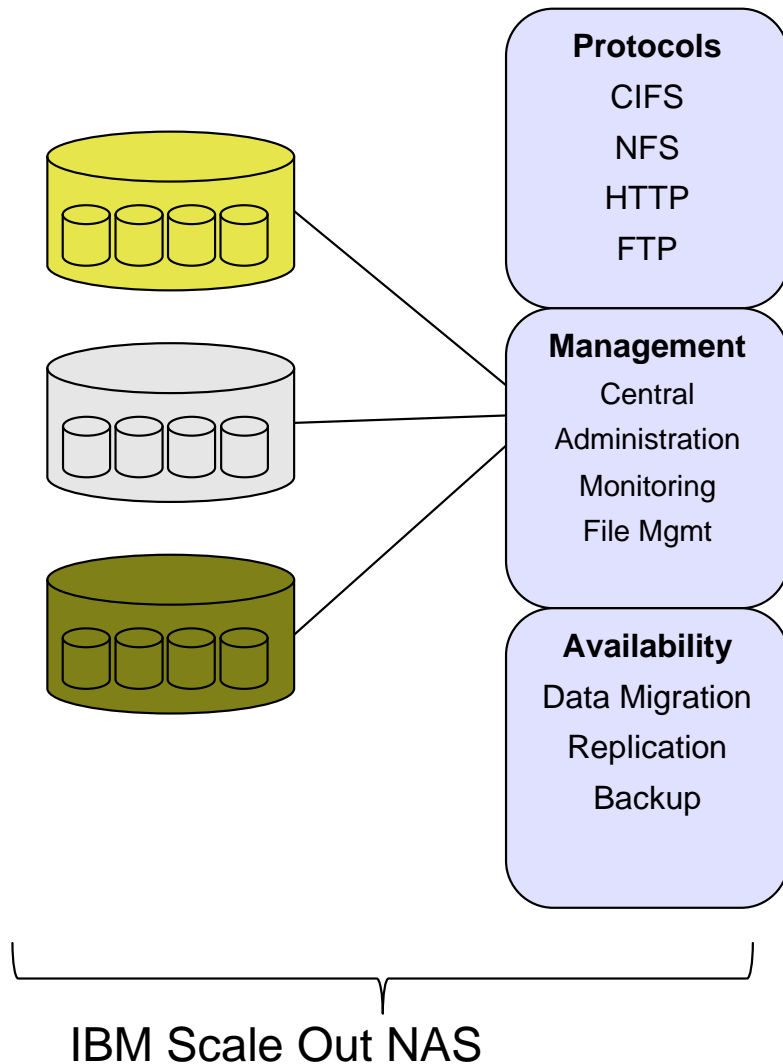 Protocols
CIFS
NFS
HTTP
FTP
Management
Central
Administration
Monitoring
File Mgmt
Availability
Data Migration
Replication
Backup
IBM Scale Out NAS